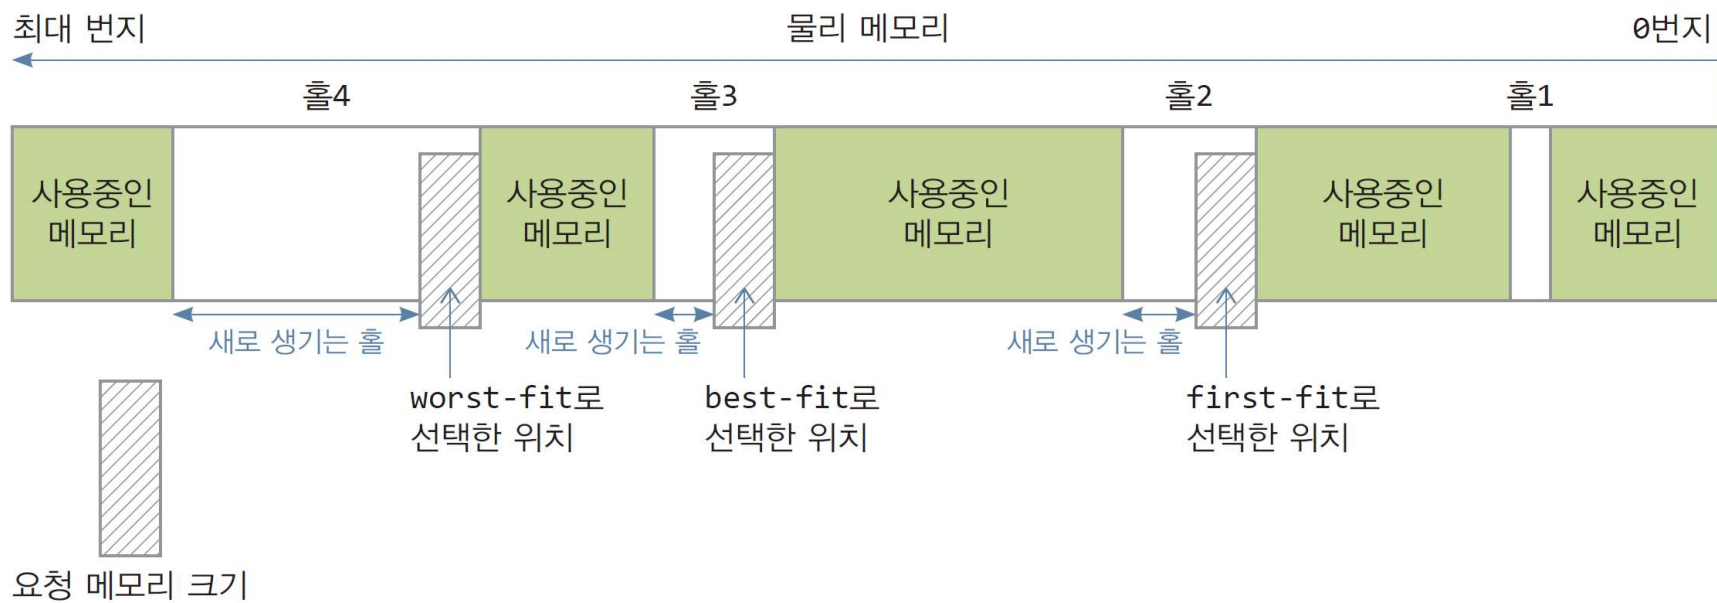 최대 번지
물리 메모리
0번지
홀4
홀3
홀2
홀1
사용중인
메모리
사용중인
메모리
사용중인
메모리
사용중인
메모리
사용중인
메모리
새로 생기는 홀
새로 생기는 홀
새로 생기는 홀
worst-fit로
선택한 위치
best-fit로
선택한 위치
first-fit로
선택한 위치
요청 메모리 크기